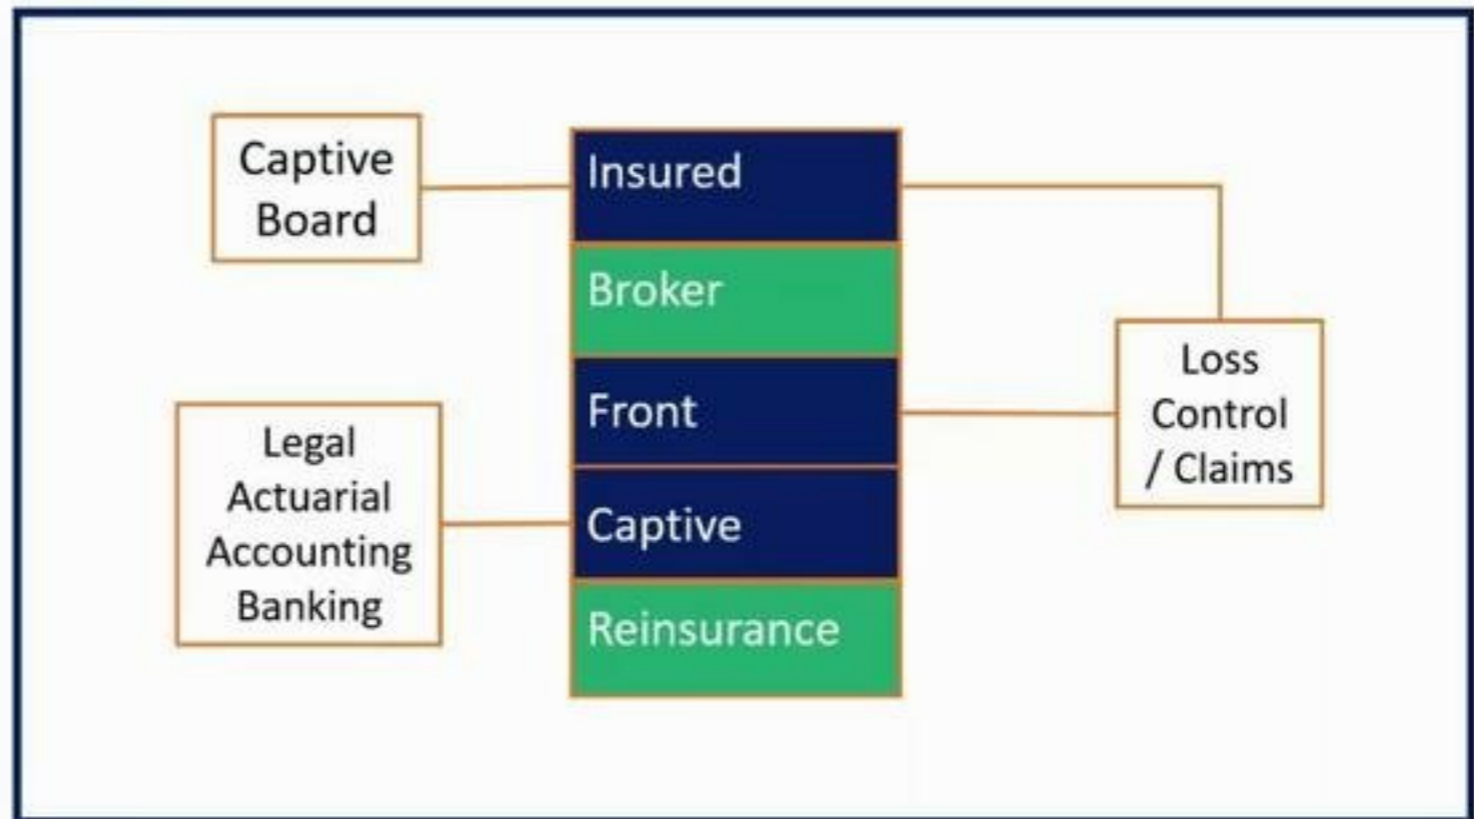 Captive
Board
Insured
Broker
Front
Captive
Reinsurance
Legal
Actuarial
Accounting
Banking
Loss
Control
/ Claims